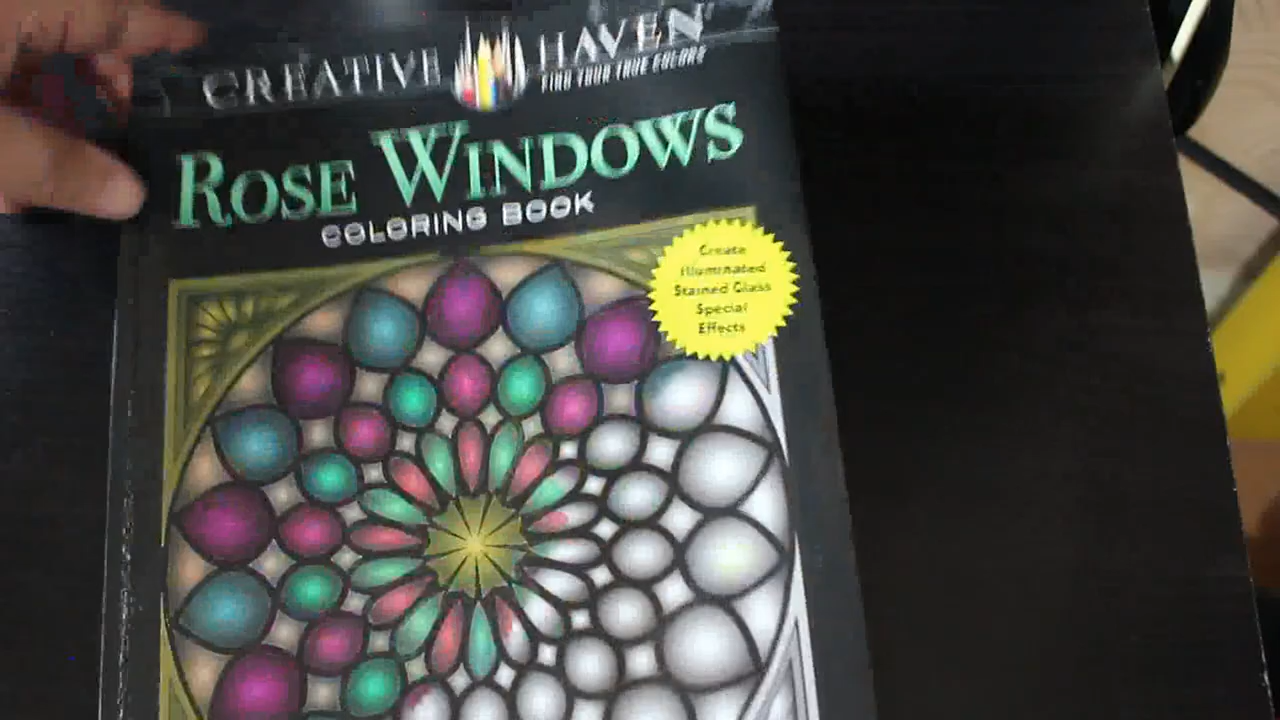 CREATIVE HAVEN
FIND YOUR TRUE COLORS
ROSE WINDOWS
COLORING BOOK
Create
Illuminated
Stained Glass
Special
Effects